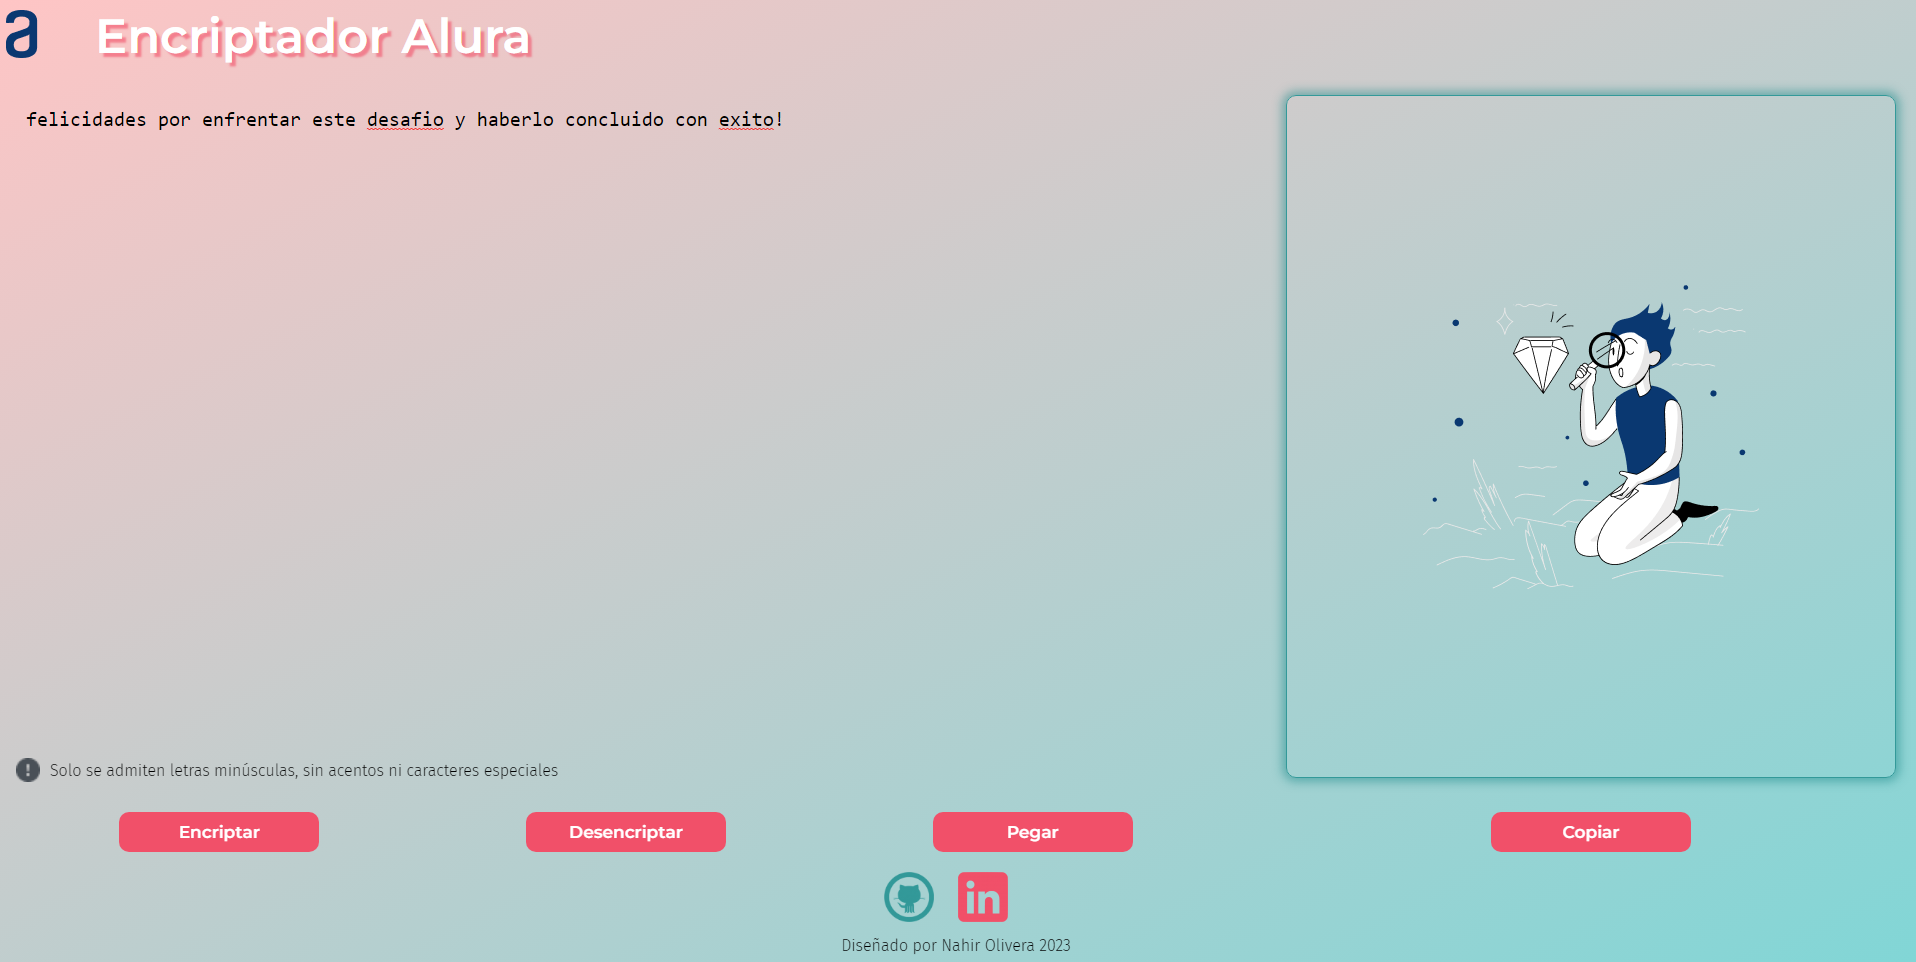 a
Encriptador Alura
felicidades por enfrentar este desafio y haberlo concluido con exito!
! Solo se admiten letras minúsculas, sin acentos ni caracteres especiales
Encriptar
Desencriptar
Pegar
Copiar
in
Diseñado por Nahir Olivera 2023